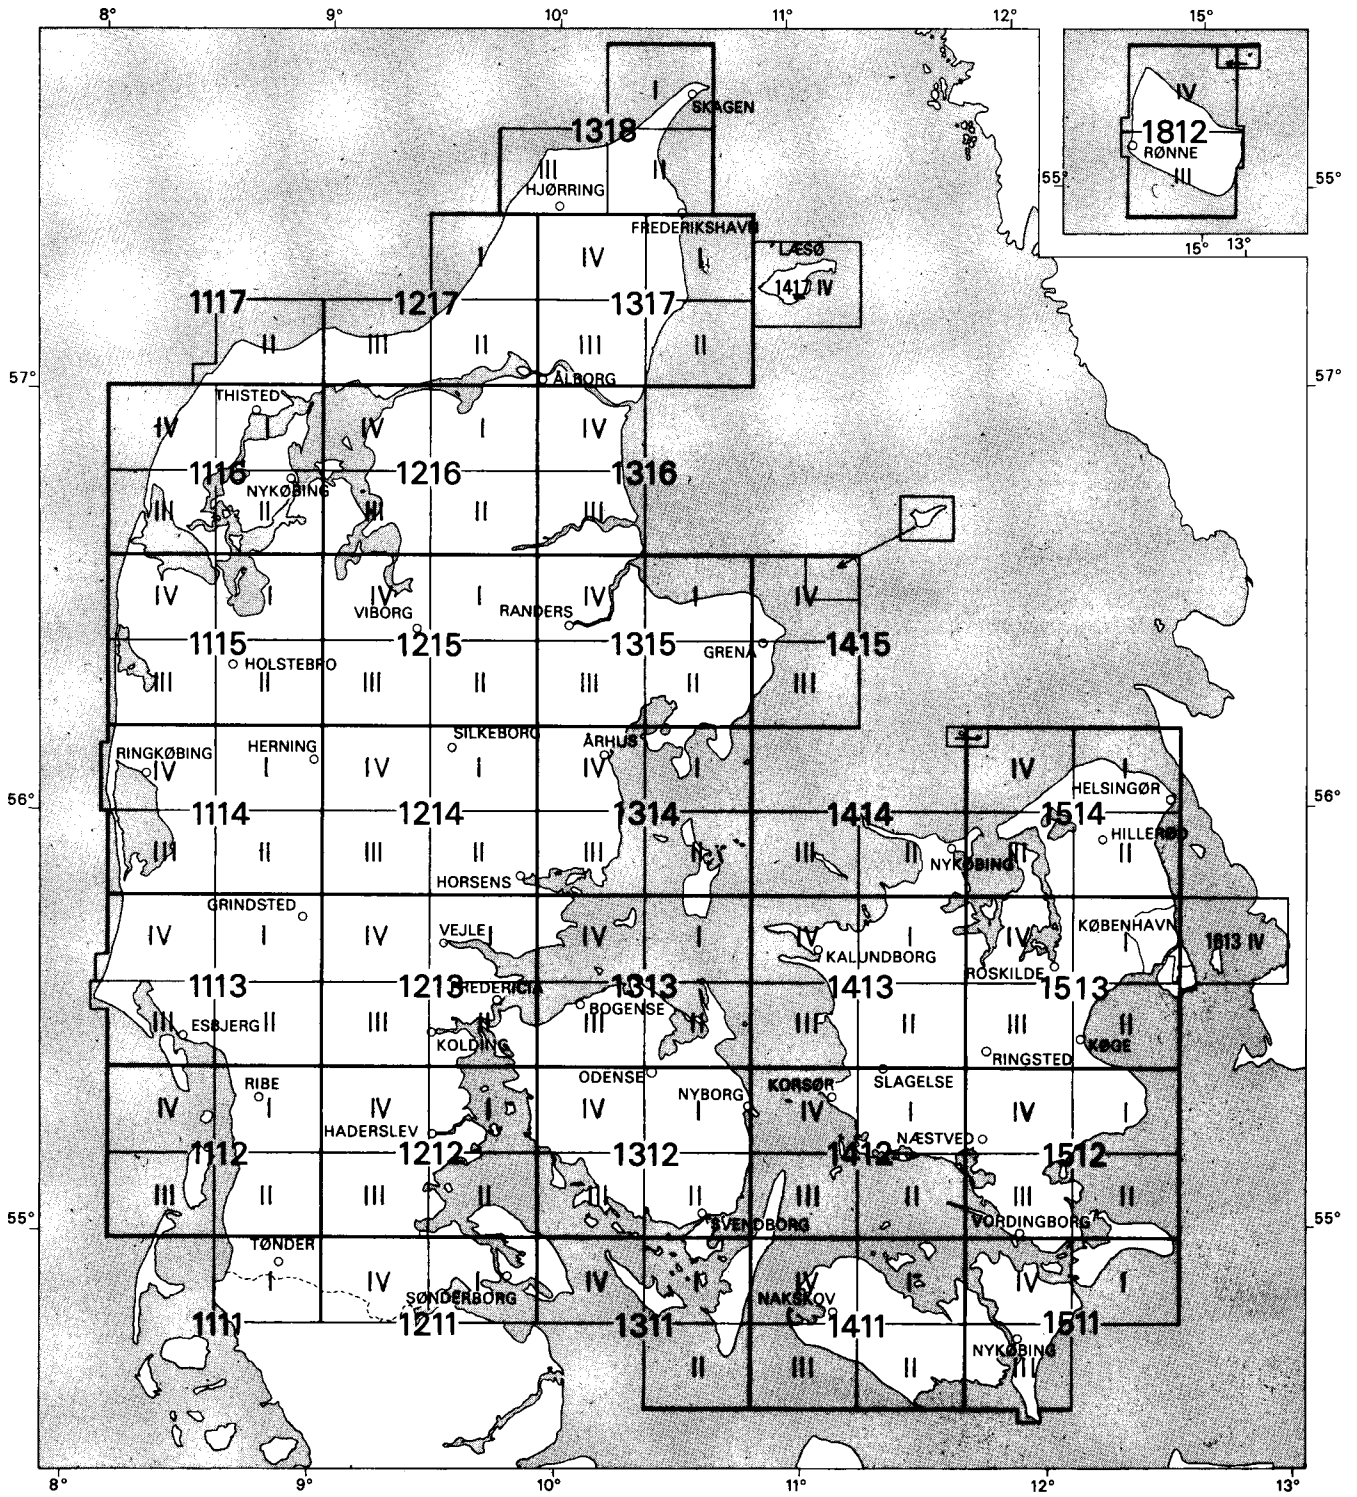 8° 9° 10° 11° 12° 15°
I
SKAGEN
1318
III II
HJØRRING
IV
1812
RØNNE
III
55° 55°
15° 13°
FREDERIKSHAVN
I IV I
LÆSØ
1417 IV
1117 1217 1317
II III II III II
57° 57°
ÅLBORG
THISTED
IV I IV I IV
1116 1216 1316
NYKØBING
III II III II III
IV I IV I IV I IV
VIBORG RANDERS
1115 1215 1315 1415
HOLSTEBRO GRENÅ
III II III II III II III
RINGKØBING HERNING SILKEBORG ÅRHUS
IV I IV I IV I IV I
HELSINGØR
56° 56°
1114 1214 1314 1414 1514
HILLERØD
III II III II III II III II III II
NYKØBING
HORSENS
GRINDSTED
VEJLE KØBENHAVN
IV I IV I IV I IV I IV I 1613 IV
KALUNDBORG
ROSKILDE
1113 1213 1313 1413 1513
FREDERICIA
BOGENSE
ESBJERG
III II III II III II III II III II
KOLDING KØGE
RINGSTED
ODENSE SLAGELSE
RIBE NYBORG KORSØR
IV I IV I IV I IV I IV I
HADERSLEV NÆSTVED
1112 1212 1312 1412 1512
III II III II III II III II III II
SVENDBORG VORDINGBORG
55° 55°
TØNDER
I IV I IV I IV I IV I
SØNDERBORG NAKSKOV
1111 1211 1311 1411 1511
NYKØBING
II III II III
8° 9° 10° 11° 12° 13°